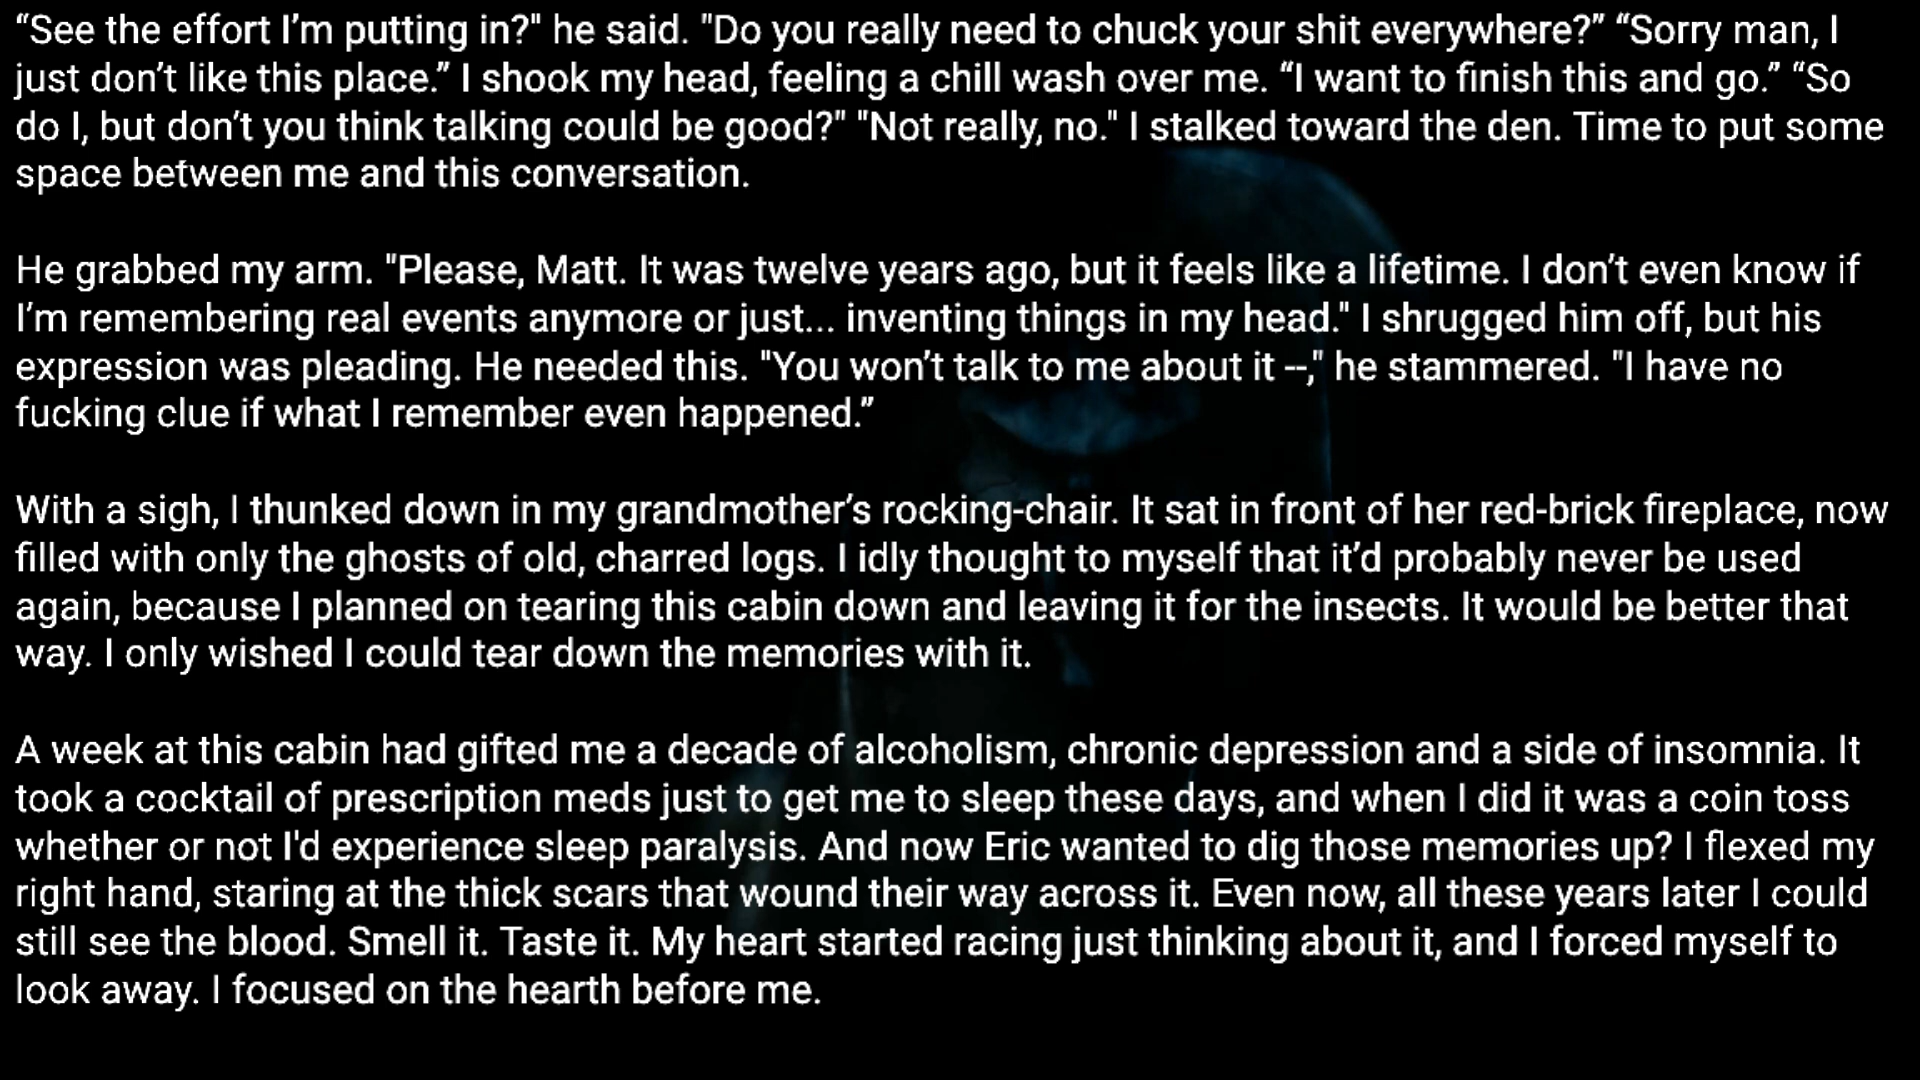 “See the effort I’m putting in?" he said. "Do you really need to chuck your shit everywhere?” “Sorry man, I
just don’t like this place.” I shook my head, feeling a chill wash over me. “I want to finish this and go.” “So
do I, but don’t you think talking could be good?" "Not really, no." I stalked toward the den. Time to put some
space between me and this conversation.
He grabbed my arm. "Please, Matt. It was twelve years ago, but it feels like a lifetime. I don’t even know if
I’m remembering real events anymore or just... inventing things in my head." I shrugged him off, but his
expression was pleading. He needed this. "You won’t talk to me about it --," he stammered. "I have no
fucking clue if what I remember even happened.”
With a sigh, I thunked down in my grandmother’s rocking-chair. It sat in front of her red-brick fireplace, now
filled with only the ghosts of old, charred logs. I idly thought to myself that it’d probably never be used
again, because I planned on tearing this cabin down and leaving it for the insects. It would be better that
way. I only wished I could tear down the memories with it.
A week at this cabin had gifted me a decade of alcoholism, chronic depression and a side of insomnia. It
took a cocktail of prescription meds just to get me to sleep these days, and when I did it was a coin toss
whether or not I'd experience sleep paralysis. And now Eric wanted to dig those memories up? I flexed my
right hand, staring at the thick scars that wound their way across it. Even now, all these years later I could
still see the blood. Smell it. Taste it. My heart started racing just thinking about it, and I forced myself to
look away. I focused on the hearth before me.